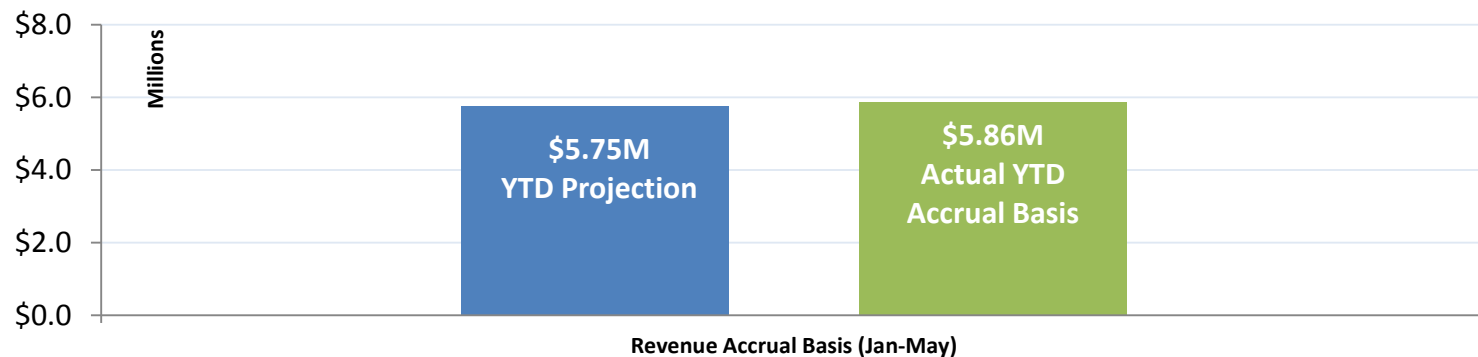 $8.0
Millions
$6.0
$4.0
$2.0
$0.0
$5.75M
YTD Projection
$5.86M
Actual YTD
Accrual Basis
Revenue Accrual Basis (Jan-May)